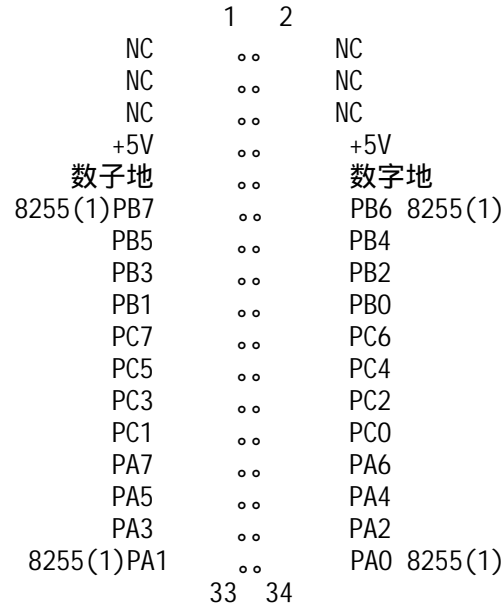 1 2
NC NC
NC NC
NC NC
+5V +5V
数子地 数字地
8255(1)PB7 PB6 8255(1)
PB5 PB4
PB3 PB2
PB1 PB0
PC7 PC6
PC5 PC4
PC3 PC2
PC1 PC0
PA7 PA6
PA5 PA4
PA3 PA2
8255(1)PA1 PA0 8255(1)
33 34